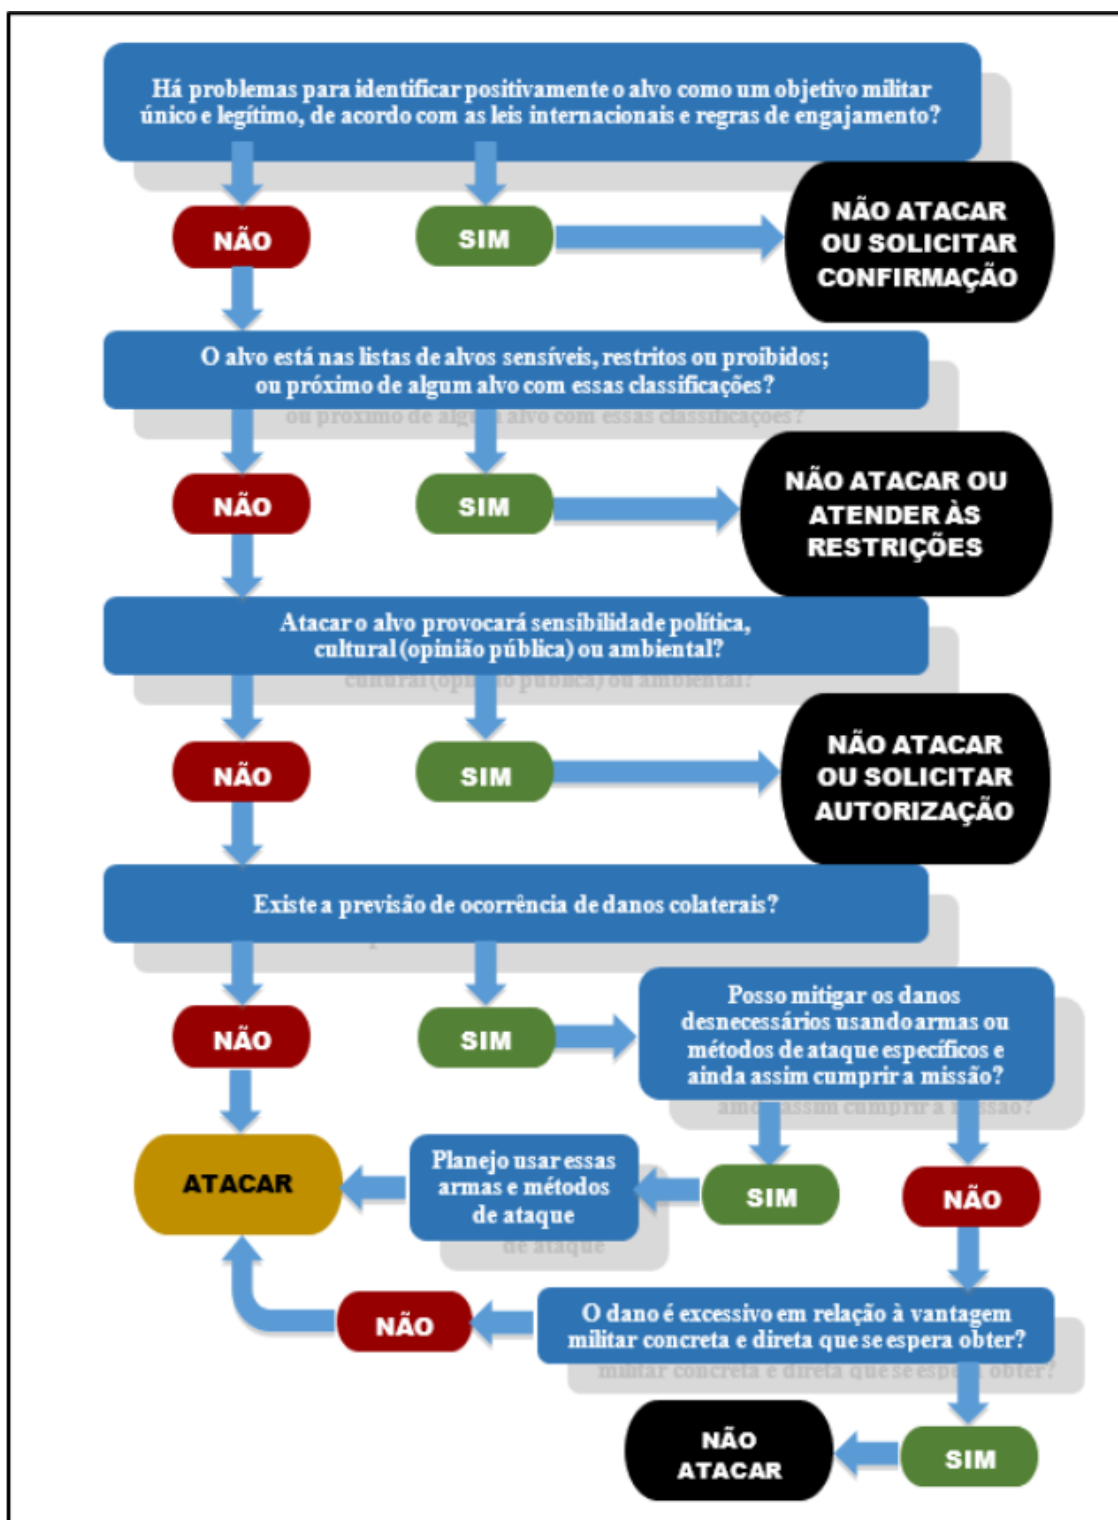 Há problemas para identificar positivamente o alvo como um objetivo militar
único e legítimo, de acordo com as leis internacionais e regras de engajamento?
NÃO
SIM
NÃO ATACAR
OU SOLICITAR
CONFIRMAÇÃO
O alvo está nas listas de alvos sensíveis, restritos ou proibidos;
ou próximo de algum alvo com essas classificações?
NÃO
SIM
NÃO ATACAR OU
ATENDER ÀS
RESTRIÇÕES
Atacar o alvo provocará sensibilidade política,
cultural (opinião pública) ou ambiental?
NÃO
SIM
NÃO ATACAR
OU SOLICITAR
AUTORIZAÇÃO
Existe a previsão de ocorrência de danos colaterais?
NÃO
SIM
Posso mitigar os danos
desnecessários usando armas ou
métodos de ataque específicos e
ainda assim cumprir a missão?
ATACAR
Planejo usar essas
armas e métodos
de ataque
SIM
NÃO
NÃO
O dano é excessivo em relação à vantagem
militar concreta e direta que se espera obter?
NÃO
ATACAR
SIM